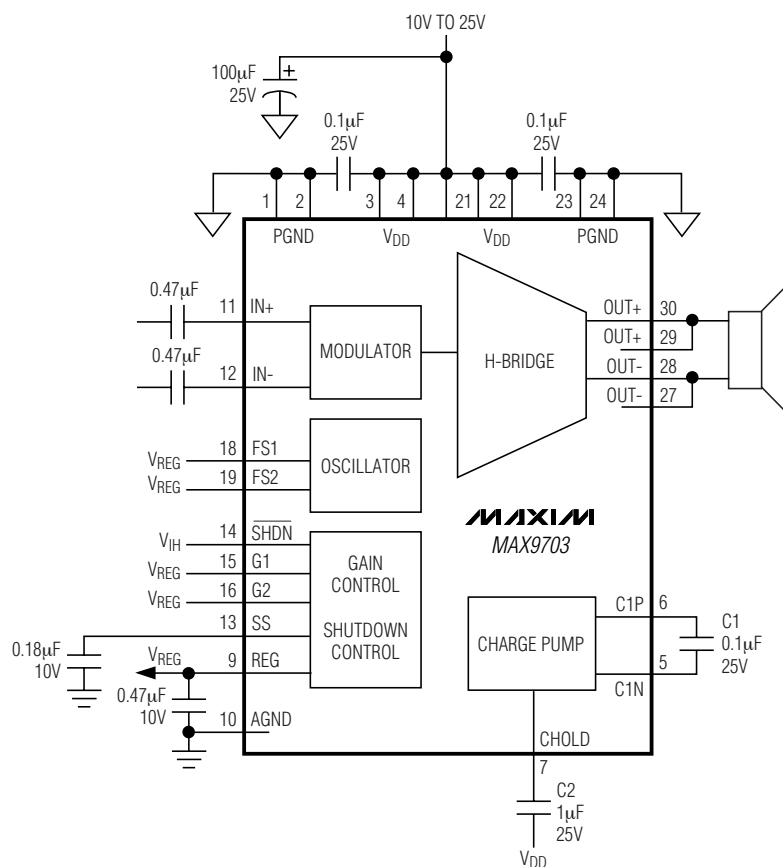 10V TO 25V
100µF
25V
0.1µF
25V
0.1µF
25V
1
2
3
4
21
22
23
24
PGND
VDD
VDD
PGND
0.47µF
11
IN+
0.47µF
12
IN-
MODULATOR
H-BRIDGE
OUT+
30
OUT+
29
OUT-
28
OUT-
27
VREG
18
FS1
VREG
19
FS2
OSCILLATOR
VIH
14
SHDN
VREG
15
G1
VREG
16
G2
13
SS
9
REG
GAIN
CONTROL
SHUTDOWN
CONTROL
0.18µF
10V
VREG
0.47µF
10V
10
AGND
MAXIM
MAX9703
CHARGE PUMP
C1P
6
C1
0.1µF
25V
5
C1N
CHOLD
7
C2
1µF
25V
VDD